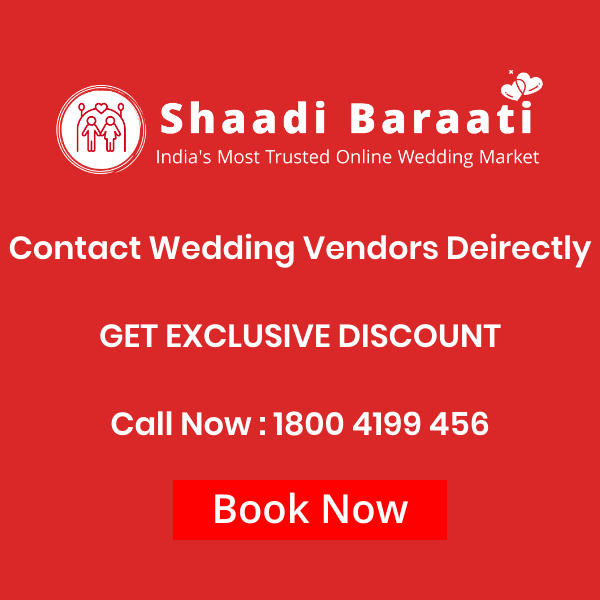 Shaadi Baraati
India's Most Trusted Online Wedding Market
Contact Wedding Vendors Deirectly
GET EXCLUSIVE DISCOUNT
Call Now : 1800 4199 456
Book Now